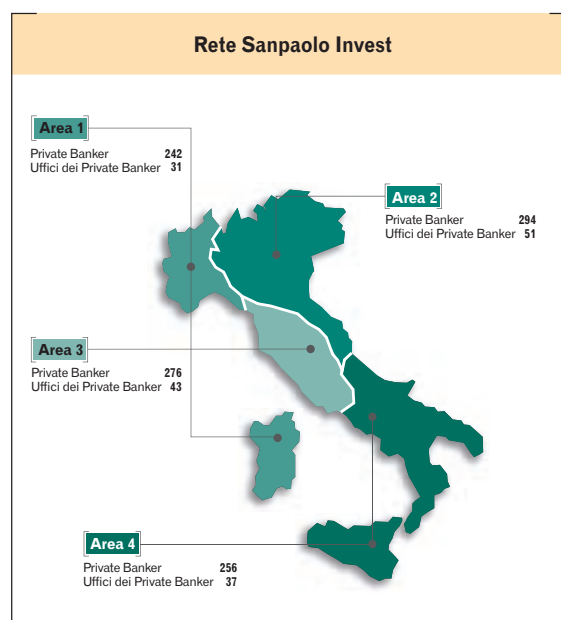 Rete Sanpaolo Invest
Area 1
Private Banker 242
Uffici dei Private Banker 31
Area 2
Private Banker 294
Uffici dei Private Banker 51
Area 3
Private Banker 276
Uffici dei Private Banker 43
Area 4
Private Banker 256
Uffici dei Private Banker 37